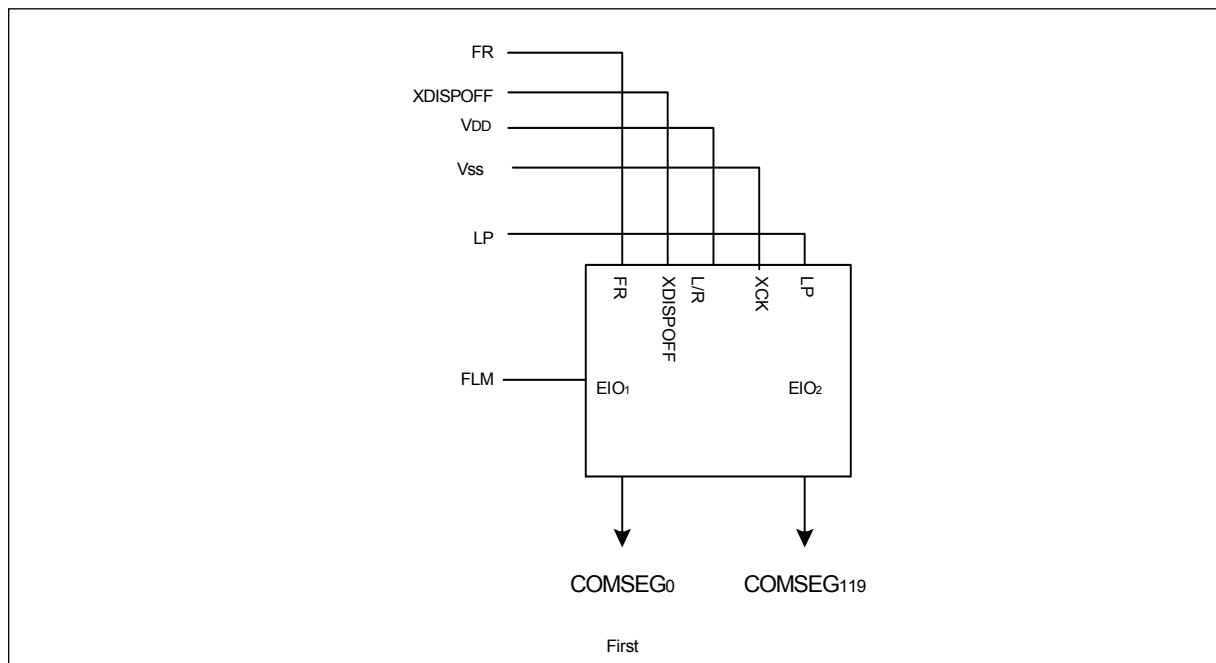 FR
XDISPOFF
VDD
Vss
LP
FR
XDISPOFF
L/R
XCK
LP
FLM
EIO1
EIO2
COMSEG0
COMSEG119
First